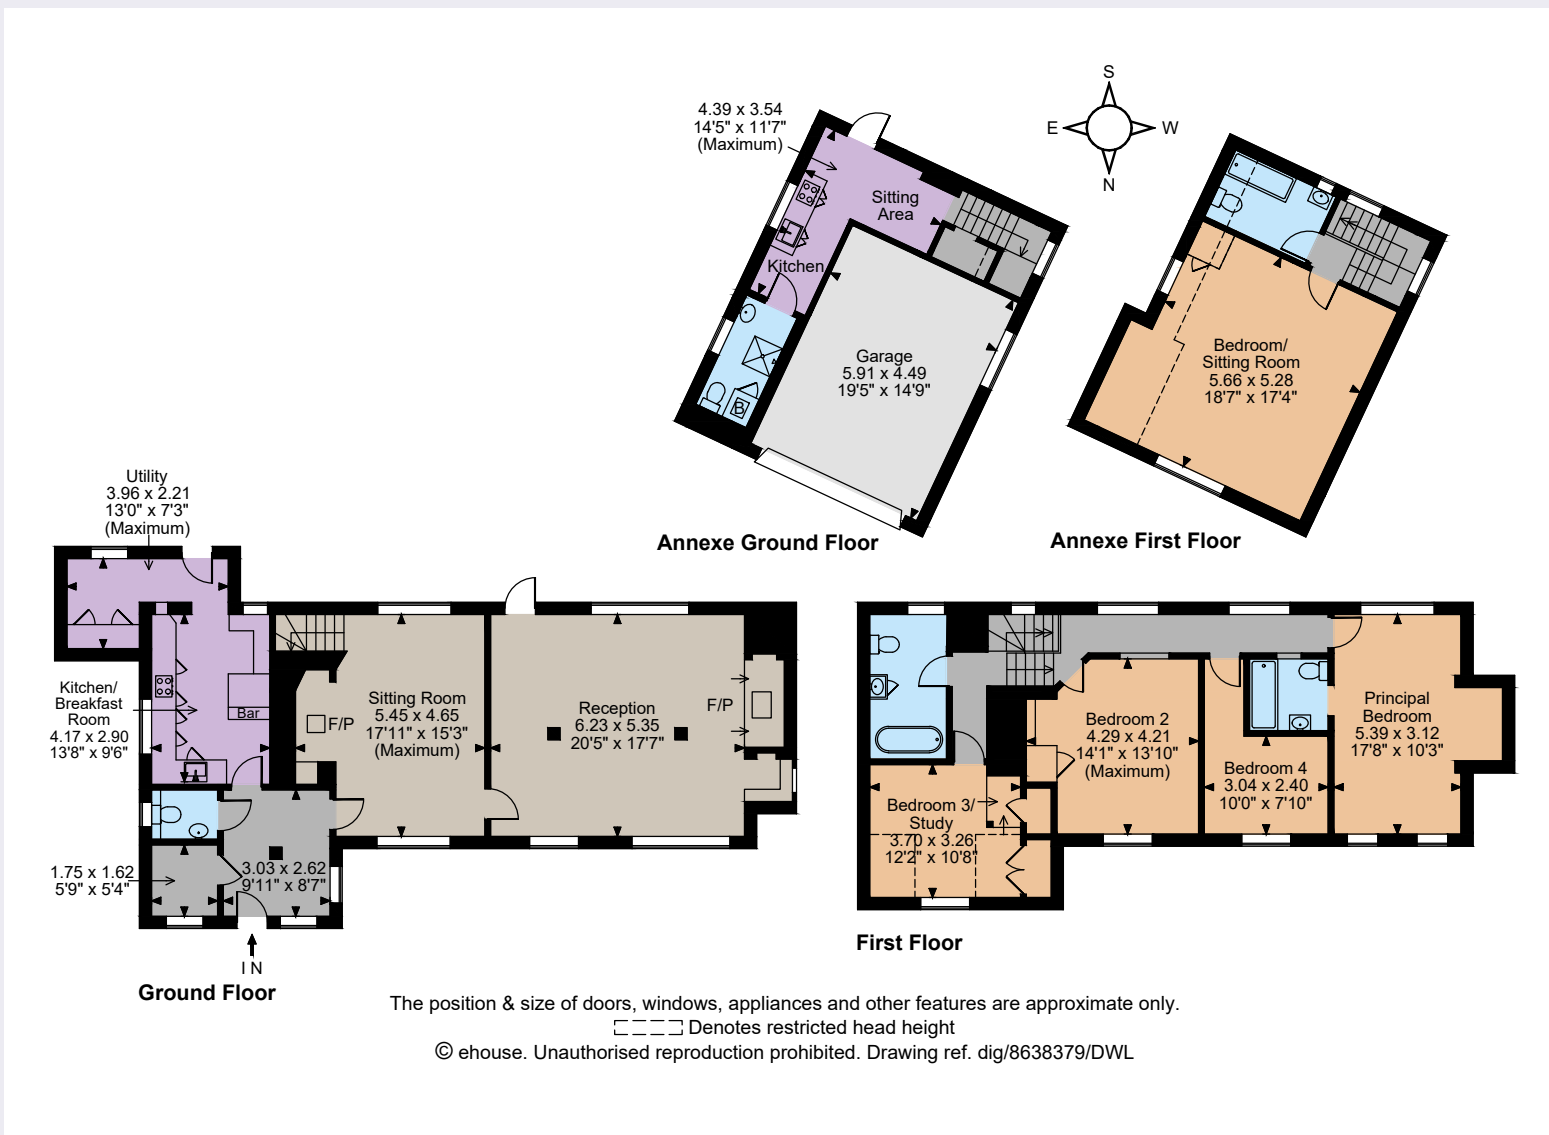 4.39 x 3.54
14'5" x 11'7"
(Maximum)
Sitting
Area
Kitchen
B
Garage
5.91 x 4.49
19'5" x 14'9"
Annexe Ground Floor
S
E
W
N
Bedroom/
Sitting Room
5.66 x 5.28
18'7" x 17'4"
Annexe First Floor
Utility
3.96 x 2.21
13'0" x 7'3"
(Maximum)
Kitchen/
Breakfast
Room
4.17 x 2.90
13'8" x 9'6"
Bar
F/P
Sitting Room
5.45 x 4.65
17'11" x 15'3"
(Maximum)
Reception
6.23 x 5.35
20'5" x 17'7"
F/P
1.75 x 1.62
5'9" x 5'4"
3.03 x 2.62
9'11" x 8'7"
IN
Ground Floor
Bedroom 2
4.29 x 4.21
14'1" x 13'10"
(Maximum)
Principal
Bedroom
5.39 x 3.12
17'8" x 10'3"
Bedroom 4
3.04 x 2.40
10'0" x 7'10"
Bedroom 3/
Study
3.70 x 3.26
12'2" x 10'8"
First Floor
The position & size of doors, windows, appliances and other features are approximate only.
Denotes restricted head height
© ehouse. Unauthorised reproduction prohibited. Drawing ref. dig/8638379/DWL